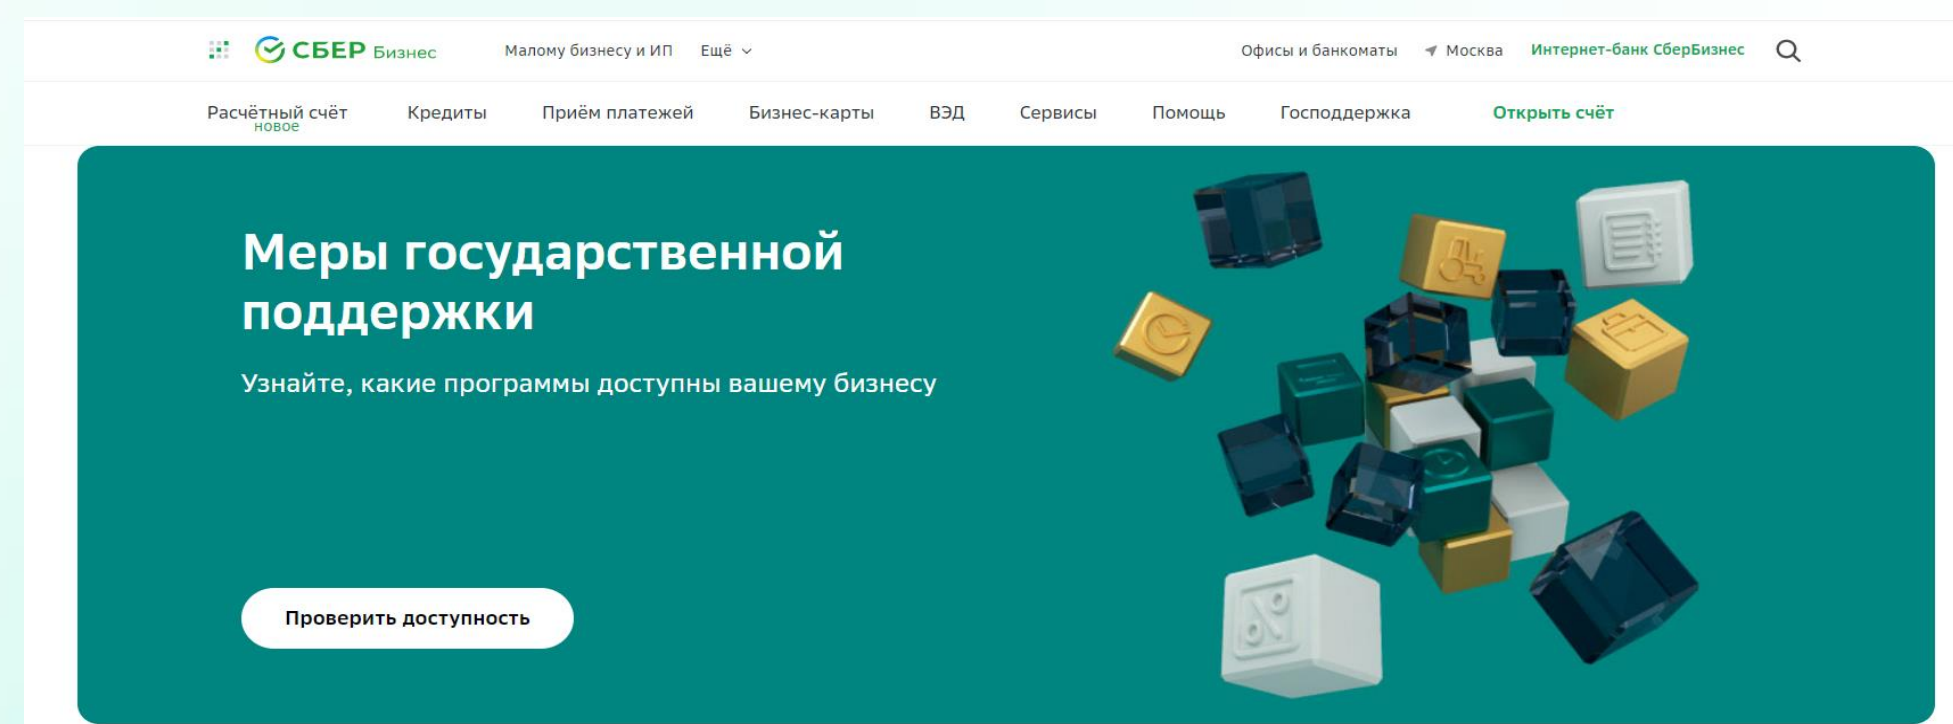 СБЕР Бизнес
Малому бизнесу и ИП
Ещё
Офисы и банкоматы
Москва
Интернет-банк СберБизнес
Расчётный счёт
новое
Кредиты
Приём платежей
Бизнес-карты
ВЭД
Сервисы
Помощь
Господдержка
Открыть счёт
Меры государственной
поддержки
Узнайте, какие программы доступны вашему бизнесу
Проверить доступность
%